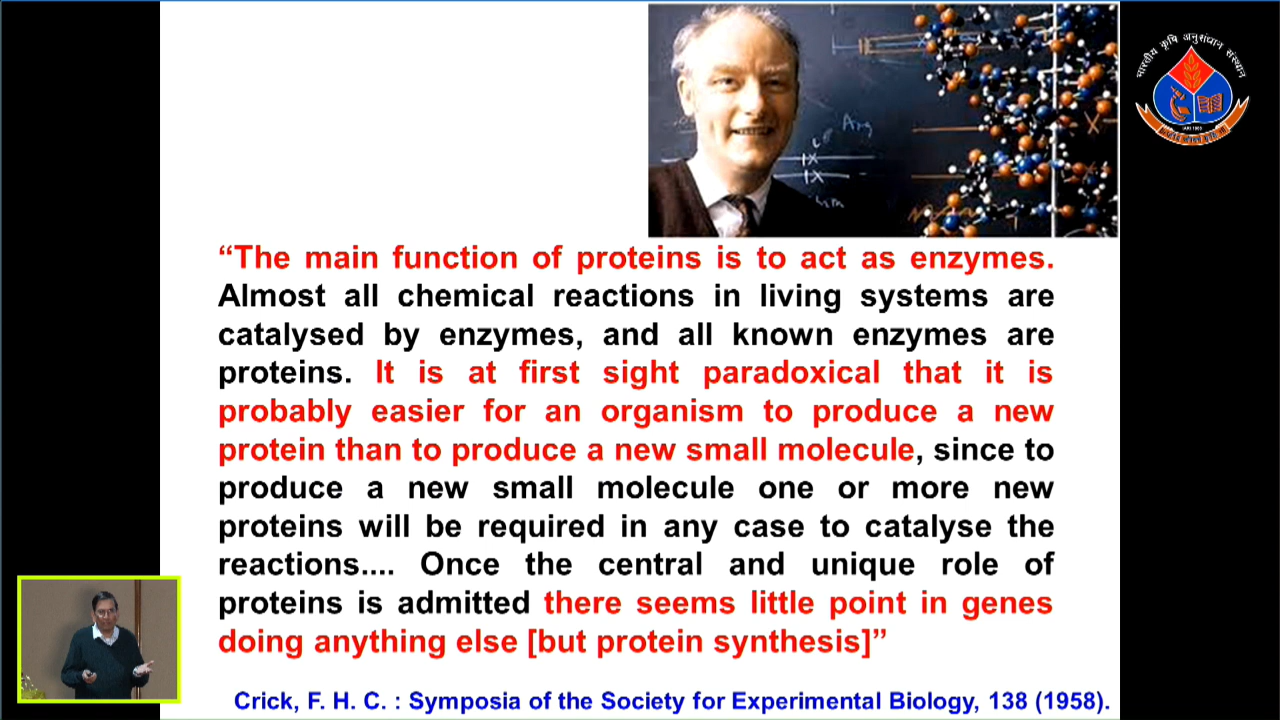 भारतीय कृषि अनुसंधान संस्थान
IARI.1905
Arg
“The main function of proteins is to act as enzymes.
Almost all chemical reactions in living systems are
catalysed by enzymes, and all known enzymes are
proteins. It is at first sight paradoxical that it is
probably easier for an organism to produce a new
protein than to produce a new small molecule, since to
produce a new small molecule one or more new
proteins will be required in any case to catalyse the
reactions.... Once the central and unique role of
proteins is admitted there seems little point in genes
doing anything else [but protein synthesis]”
Crick, F. H. C. : Symposia of the Society for Experimental Biology, 138 (1958).